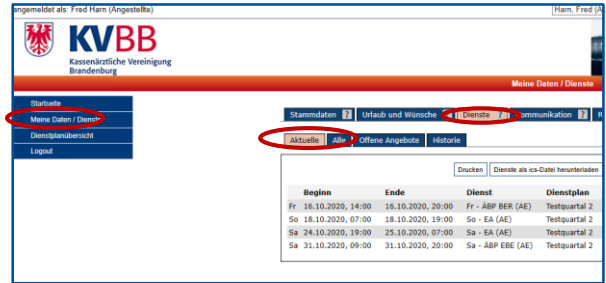 angemeldet als: Fred Harn (Angestellte)
Harn, Fred (A
KVBB
Kassenärztliche Vereinigung
Brandenburg
Meine Daten / Dienste
Startseite
Meine Daten / Dienste
Dienstplanübersicht
Logout
Stammdaten ? Urlaub und Wünsche Dienste ? Kommunikation ? R
Aktuelle Alle Offene Angebote Historie
Drucken Dienste als ics-Datei herunterladen
Beginn Ende Dienst Dienstplan
Fr 16.10.2020, 14:00 16.10.2020, 20:00 Fr - ÄBP BER (AE) Testquartal 2
So 18.10.2020, 07:00 18.10.2020, 19:00 So - EA (AE) Testquartal 2
Sa 24.10.2020, 19:00 25.10.2020, 07:00 Sa - EA (AE) Testquartal 2
Sa 31.10.2020, 09:00 31.10.2020, 20:00 Sa - ÄBP EBE (AE) Testquartal 2